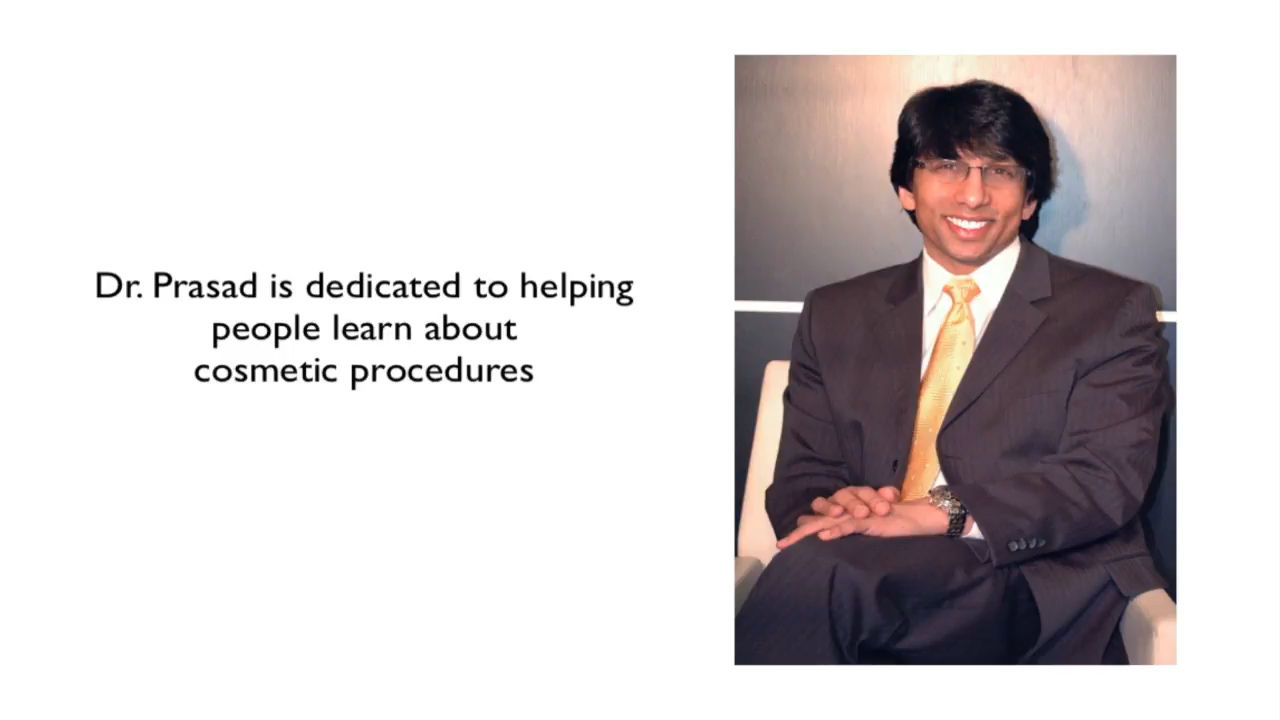 Dr. Prasad is dedicated to helping
people learn about
cosmetic procedures